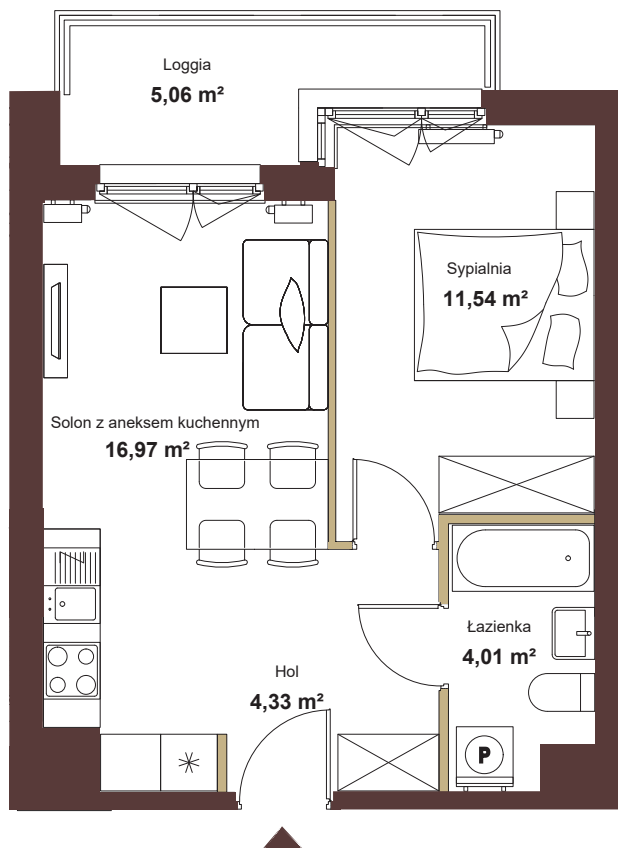 Loggia
5,06 m²
Sypialnia
11,54 m²
Solon z aneksem kuchennym
16,97 m²
Łazienka
4,01 m²
Hol
4,33 m²
P